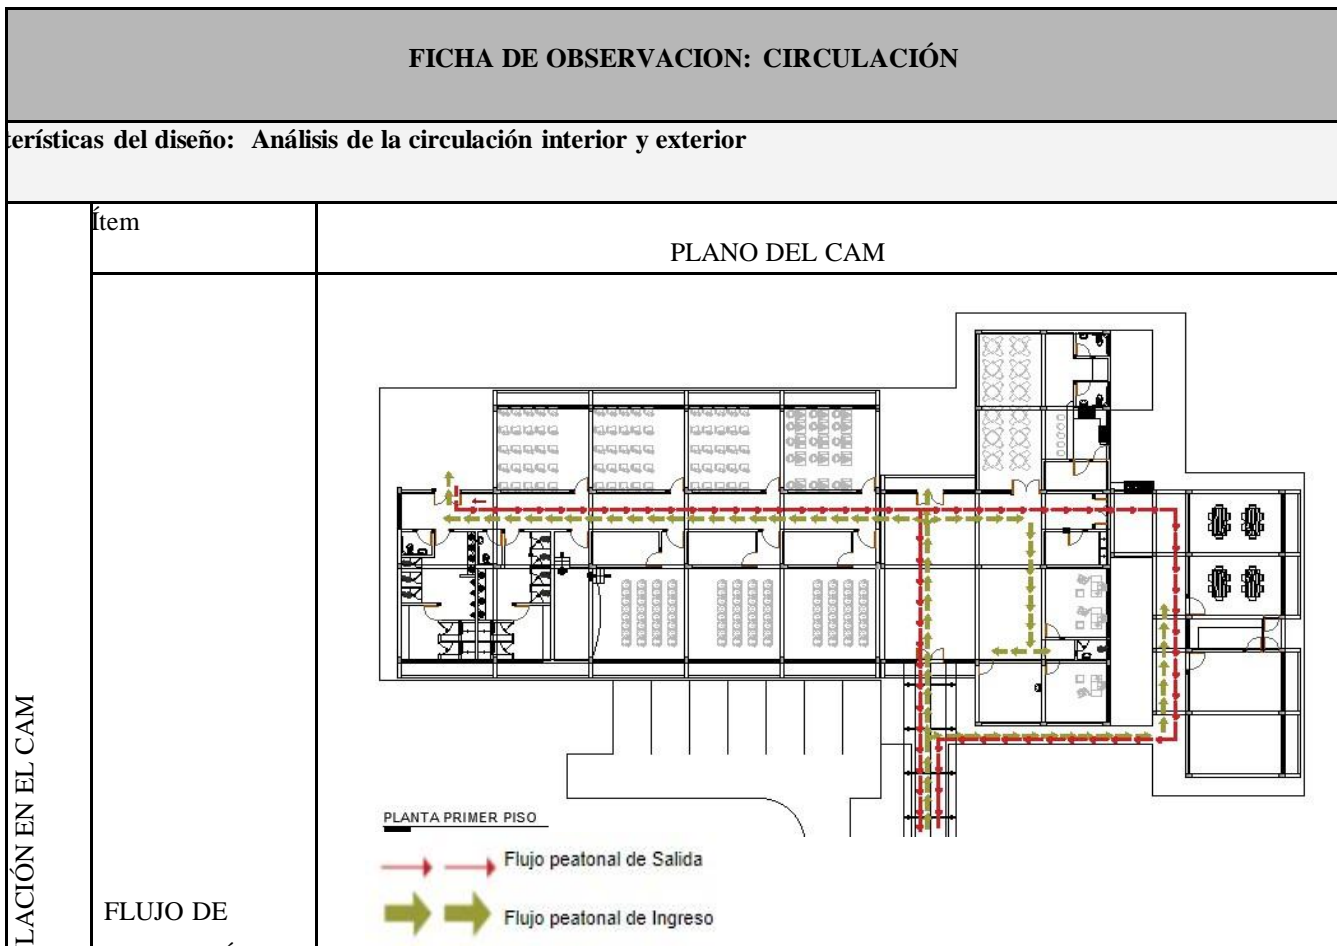 FICHA DE OBSERVACION: CIRCULACIÓN
terísticas del diseño: Análisis de la circulación interior y exterior
Ítem
PLANO DEL CAM
PLANTA PRIMER PISO
Flujo peatonal de Salida
Flujo peatonal de Ingreso
FLUJO DE
LACIÓN EN EL CAM